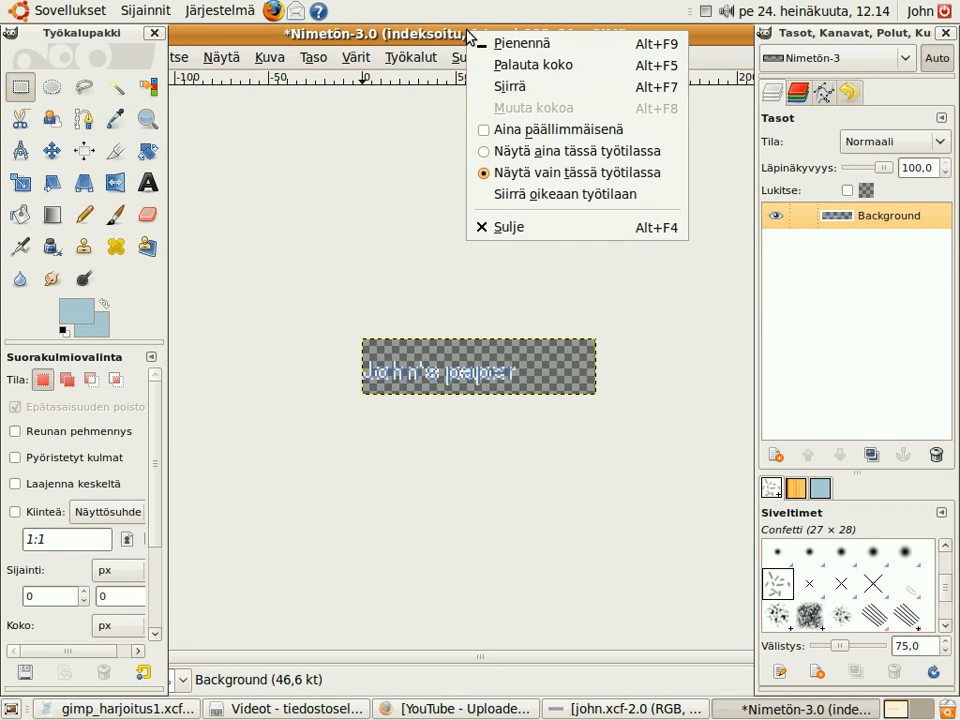 Sovellukset Sijainnit Järjestelmä pe 24. heinäkuuta, 12.14 John
Työkalupakki
*Nimetön-3.0 (indeksoitu,
Tasot, Kanavat, Polut, Ku
tse Näytä Kuva Taso Värit Työkalut
-100 0
Pienennä Alt+F9
Palauta koko Alt+F5
Siirrä Alt+F7
Muuta kokoa Alt+F8
Aina päällimmäisenä
Näytä aina tässä työtilassa
Näytä vain tässä työtilassa
Siirrä oikeaan työtilaan
Sulje Alt+F4
Nimetön-3 Auto
Tasot
Tila: Normaali
Läpinäkyvyys: 100,0
Lukitse:
Background
John's paper
Suorakulmiovalinta
Tila:
Epätasaisuuden poisto
Reunan pehmennys
Pyöristetyt kulmat
Laajenna keskeltä
Kiinteä: Näyttösuhde
1:1
Sijainti: px
0 0
Koko: px
Siveltimet
Confetti (27 × 28)
Välistys: 75,0
Background (46,6 kt)
gimp_harjoitus1.xcf... Videot - tiedostosel... [YouTube - Uploade... [john.xcf-2.0 (RGB, ... *Nimetön-3.0 (inde...